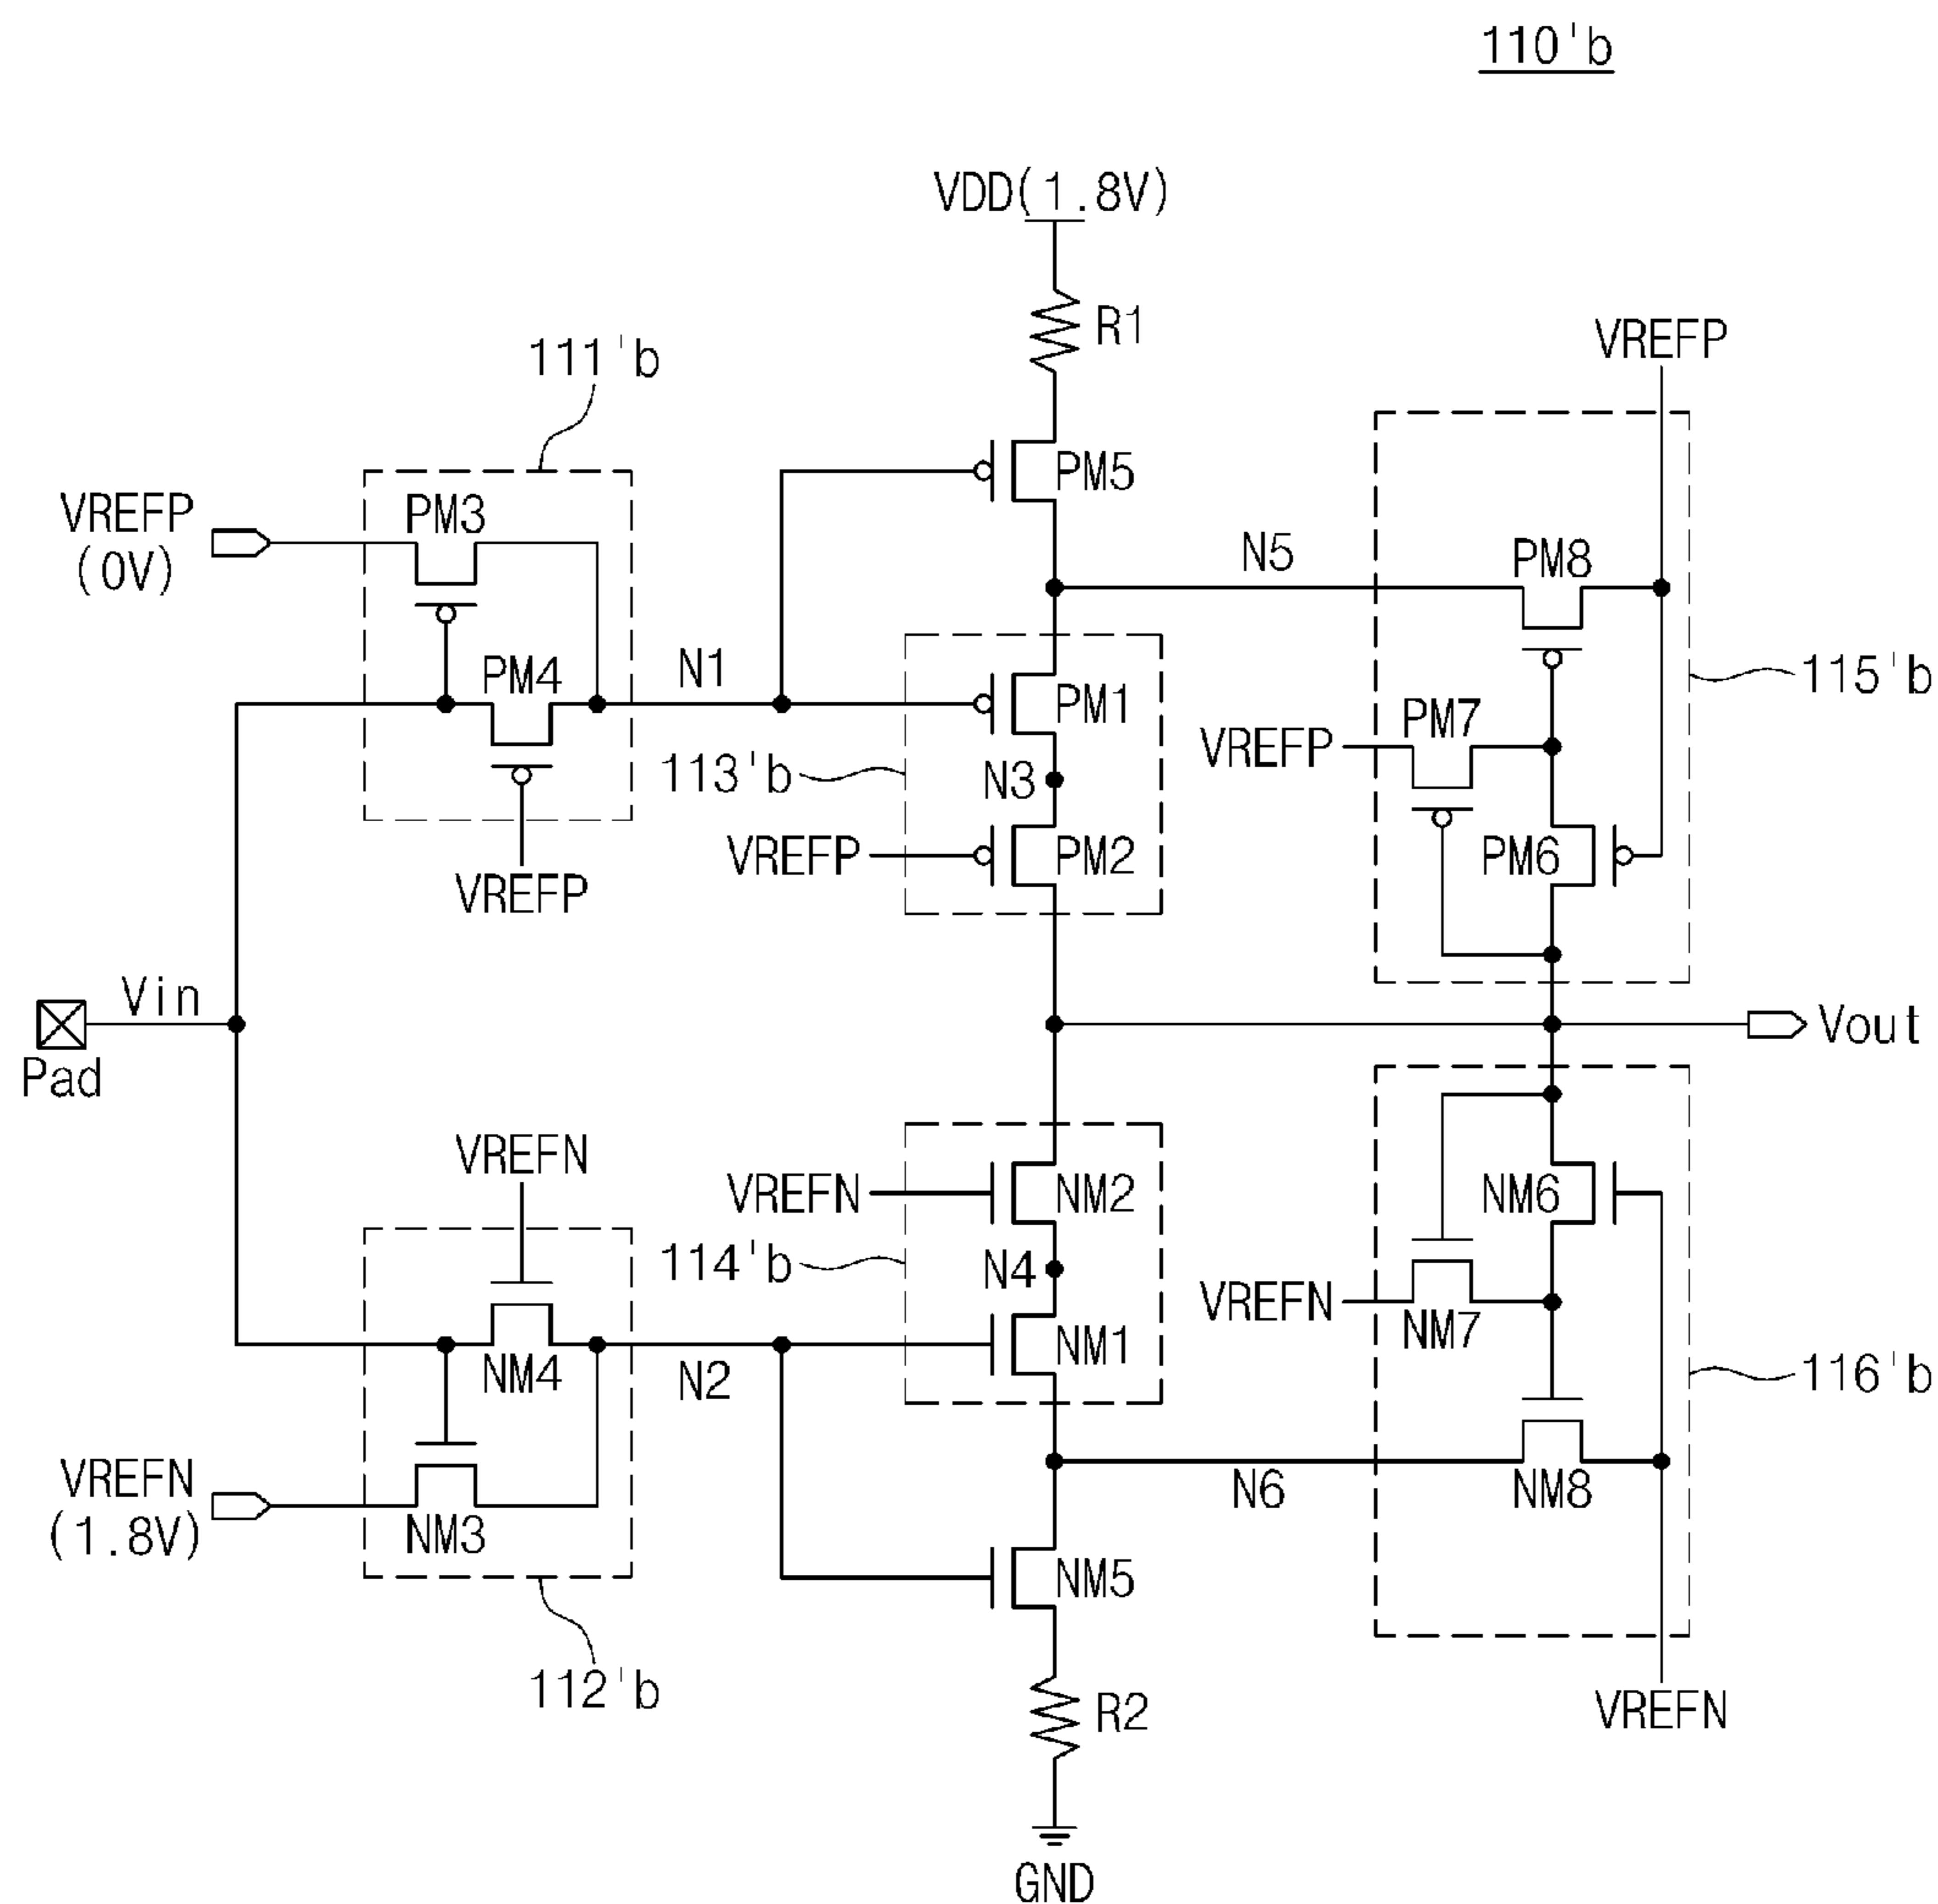 110'b
VDD(1.8V)
R1
VREFP
111'b
PM5
VREFP
(0V)
PM3
N5
PM8
PM4
N1
PM1
115'b
113'b
N3
VREFP
PM7
VREFP
PM2
PM6
VREFP
Vin
Pad
Vout
VREFN
VREFN
NM2
NM6
114'b
N4
VREFN
NM7
NM4
N2
NM1
116'b
VREFN
(1.8V)
NM3
N6
NM8
NM5
112'b
R2
VREFN
GND